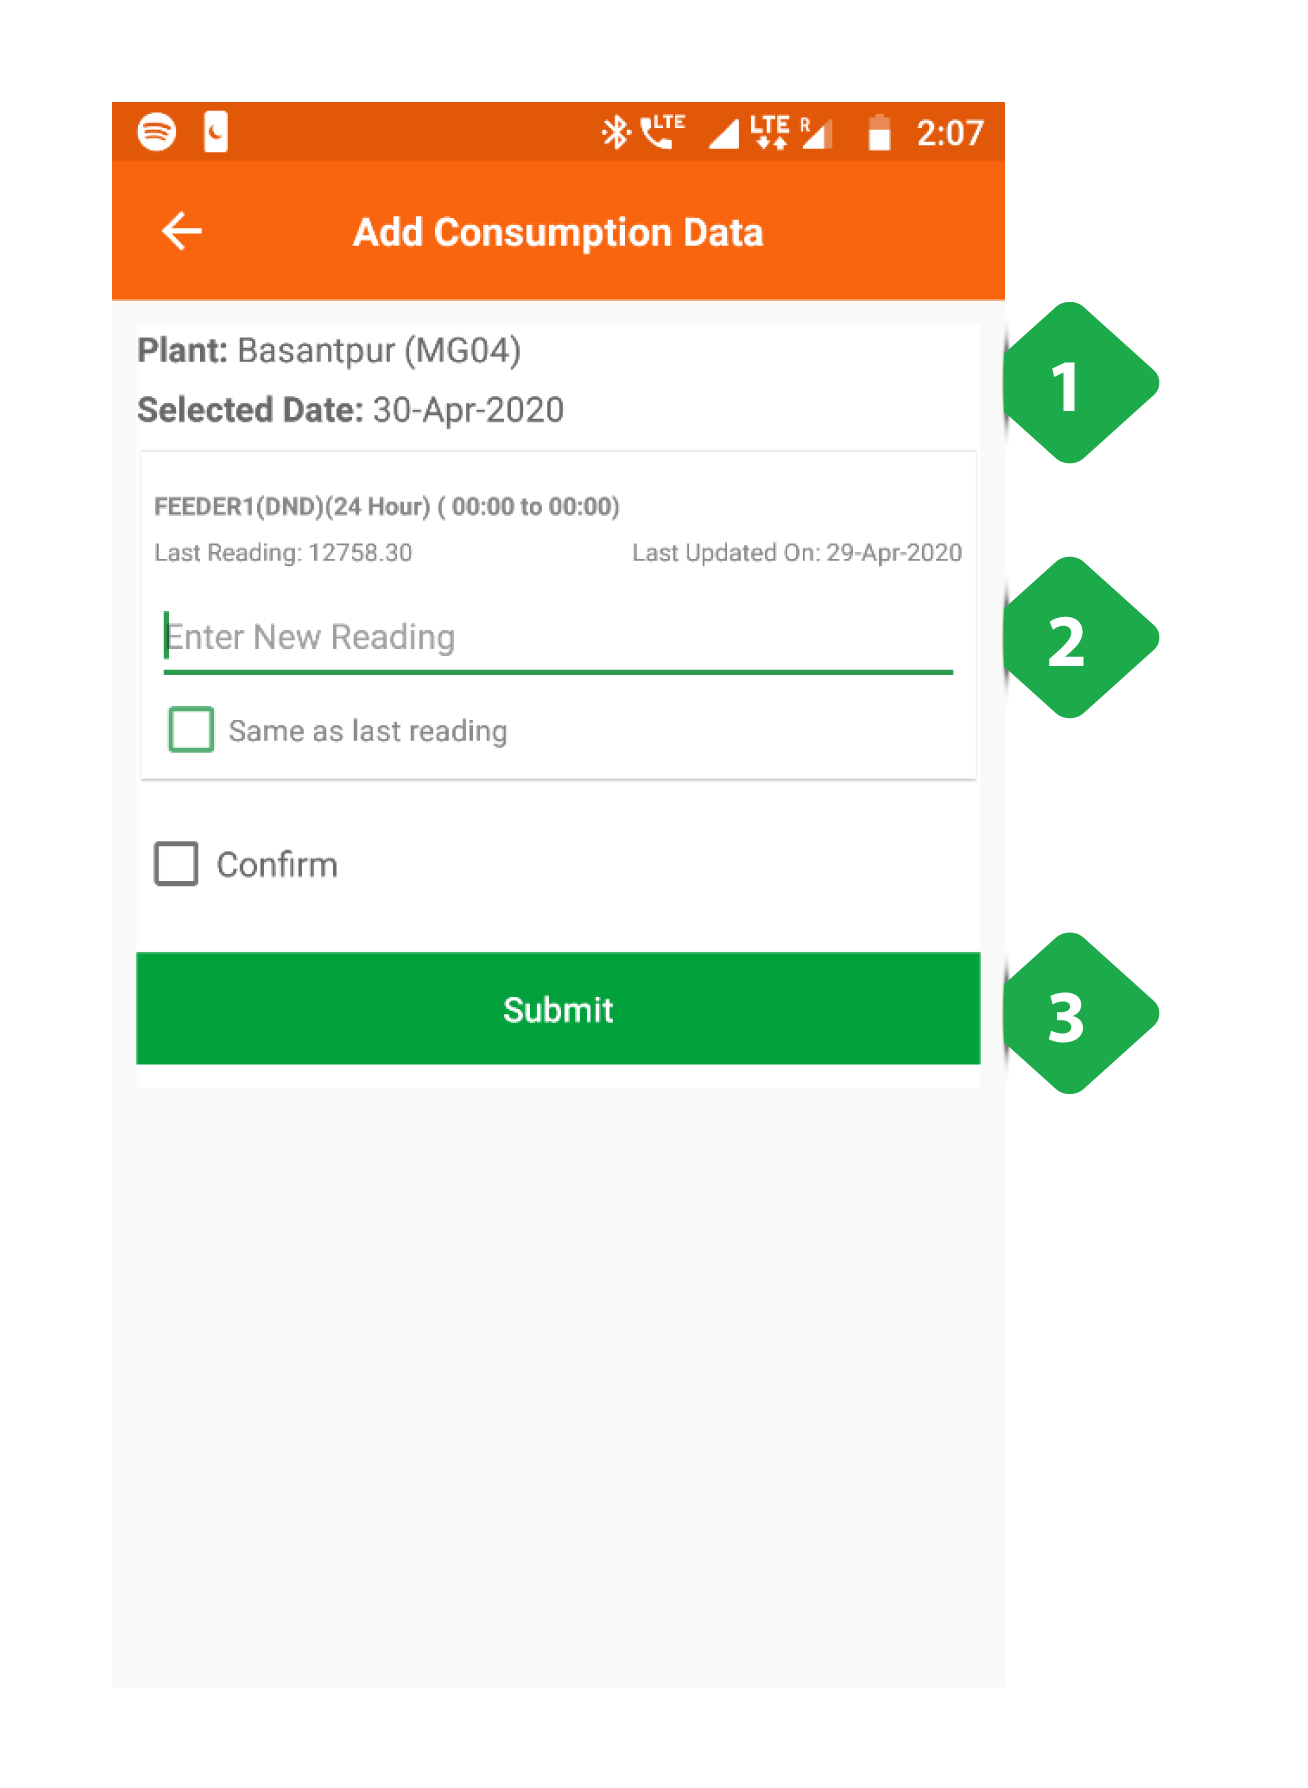 LTE LTE R 2:07
Add Consumption Data
Plant: Basantpur (MG04)
1
Selected Date: 30-Apr-2020
FEEDER1(DND)(24 Hour) ( 00:00 to 00:00)
Last Reading: 12758.30 Last Updated On: 29-Apr-2020
Enter New Reading
2
Same as last reading
Confirm
Submit
3